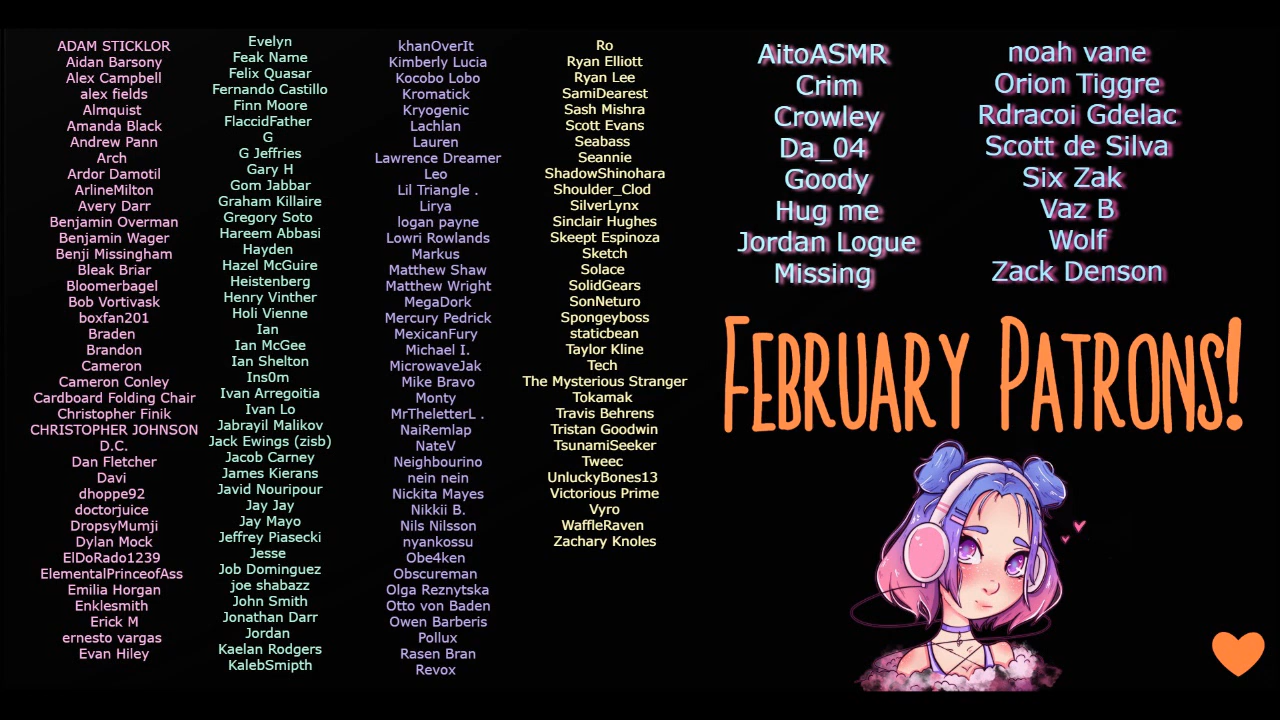 ADAM STICKLOR
Aidan Barsony
Alex Campbell
alex fields
Almquist
Amanda Black
Andrew Pann
Arch
Ardor Damotil
ArlineMilton
Avery Darr
Benjamin Overman
Benjamin Wager
Benji Missingham
Bleak Briar
Bloomerbagel
Bob Vortivask
boxfan201
Braden
Brandon
Cameron
Cameron Conley
Cardboard Folding Chair
Christopher Finik
CHRISTOPHER JOHNSON
D.C.
Dan Fletcher
Davi
dhoppe92
doctorjuice
DropsyMumji
Dylan Mock
ElDoRado1239
ElementalPrinceofAss
Emilia Horgan
Enklesmith
Erick M
ernesto vargas
Evan Hiley
Evelyn
Feak Name
Felix Quasar
Fernando Castillo
Finn Moore
FlaccidFather
G
G Jeffries
Gary H
Gom Jabbar
Graham Killaire
Gregory Soto
Hareem Abbasi
Hayden
Hazel McGuire
Heistenberg
Henry Vinther
Holi Vienne
Ian
Ian McGee
Ian Shelton
Ins0m
Ivan Arregoitia
Ivan Lo
Jabrayil Malikov
Jack Ewings (zisb)
Jacob Carney
James Kierans
Javid Nouripour
Jay Jay
Jay Mayo
Jeffrey Piasecki
Jesse
Job Dominguez
joe shabazz
John Smith
Jonathan Darr
Jordan
Kaelan Rodgers
KalebSmipth
khanOverIt
Kimberly Lucia
Kocobo Lobo
Kromatick
Kryogenic
Lachlan
Lauren
Lawrence Dreamer
Leo
Lil Triangle .
Lirya
logan payne
Lowri Rowlands
Markus
Matthew Shaw
Matthew Wright
MegaDork
Mercury Pedrick
MexicanFury
Michael I.
MicrowaveJak
Mike Bravo
Monty
MrTheletterL .
NaiRemlap
NateV
Neighbourino
nein nein
Nickita Mayes
Nikkii B.
Nils Nilsson
nyankossu
Obe4ken
Obscureman
Olga Reznytska
Otto von Baden
Owen Barberis
Pollux
Rasen Bran
Revox
Ro
Ryan Elliott
Ryan Lee
SamiDearest
Sash Mishra
Scott Evans
Seabass
Seannie
ShadowShinohara
Shoulder_Clod
SilverLynx
Sinclair Hughes
Skeept Espinoza
Sketch
Solace
SolidGears
SonNeturo
Spongeyboss
staticbean
Taylor Kline
Tech
The Mysterious Stranger
Tokamak
Travis Behrens
Tristan Goodwin
TsunamiSeeker
Tweec
UnluckyBones13
Victorious Prime
Vyro
WaffleRaven
Zachary Knoles
AitoASMR
Crim
Crowley
Da_04
Goody
Hug me
Jordan Logue
Missing
noah vane
Orion Tiggre
Rdracoi Gdelac
Scott de Silva
Six Zak
Vaz B
Wolf
Zack Denson
FEBRUARY PATRONS!